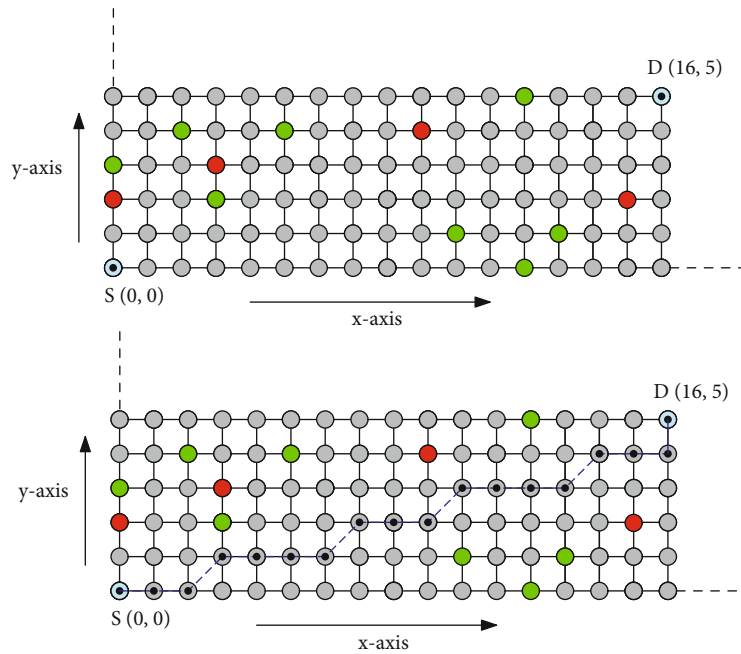 D (16, 5)
y-axis
S (0, 0)
x-axis
D (16, 5)
y-axis
S (0, 0)
x-axis